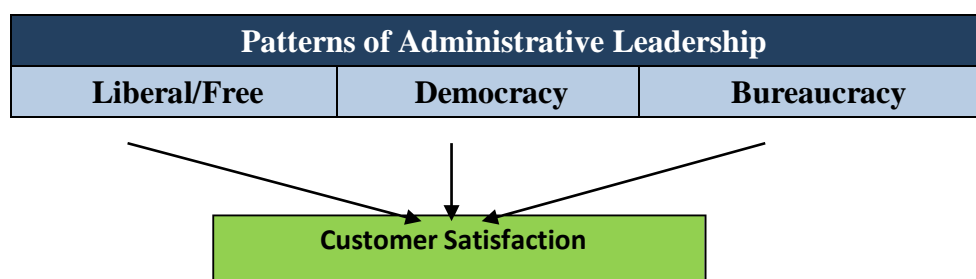 Patterns of Administrative Leadership
Liberal/Free Democracy Bureaucracy
Customer Satisfaction